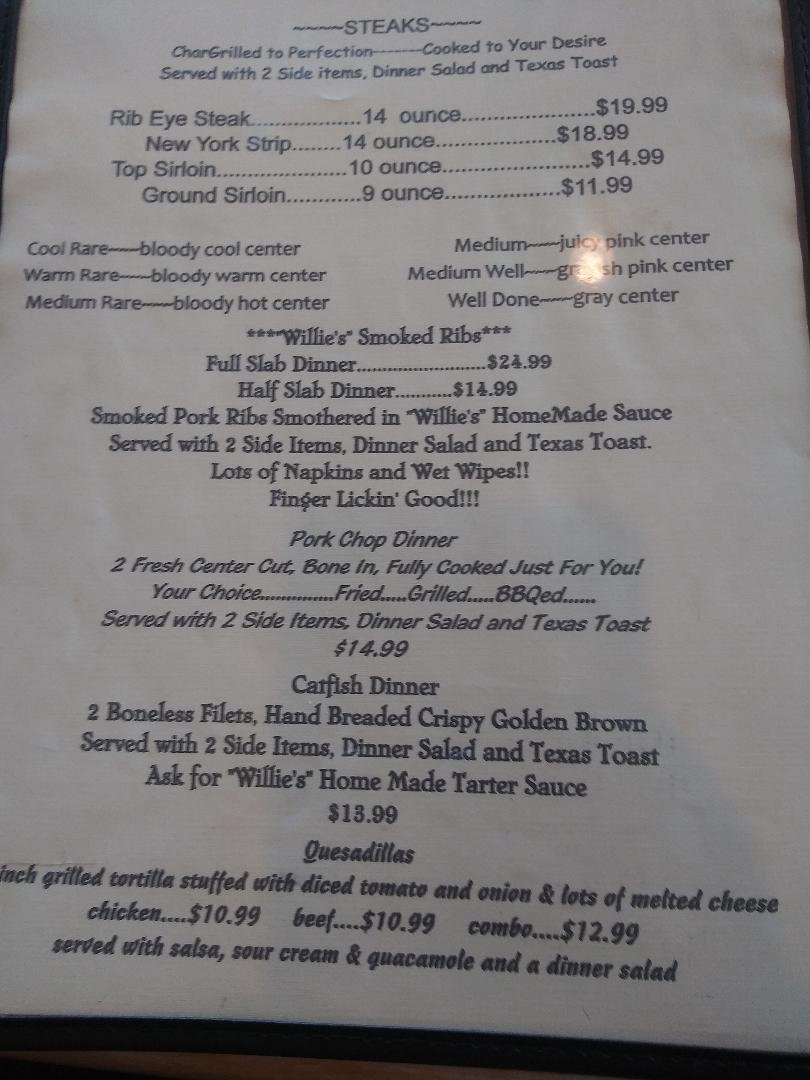 ~~~~STEAKS~~~~
CharGrilled to Perfection-------Cooked to Your Desire
Served with 2 Side items, Dinner Salad and Texas Toast
Rib Eye Steak..................14 ounce......................$19.99
New York Strip........14 ounce....................$18.99
Top Sirloin.....................10 ounce........................$14.99
Ground Sirloin............9 ounce...................$11.99
Cool Rare~~~bloody cool center
Warm Rare~~~bloody warm center
Medium Rare~~~bloody hot center
Medium~~~juicy pink center
Medium Well~~~ pink center
Well Done~~~gray center
***"Willie's" Smoked Ribs***
Full Slab Dinner..........................$24.99
Half Slab Dinner...........$14.99
Smoked Pork Ribs Smothered in "Willie's" HomeMade Sauce
Served with 2 Side Items, Dinner Salad and Texas Toast.
Lots of Napkins and Wet Wipes!!
Finger Lickin' Good!!!
Pork Chop Dinner
2 Fresh Center Cut, Bone In, Fully Cooked Just For You!
Your Choice..............Fried.....Grilled.....BBQed......
Served with 2 Side Items, Dinner Salad and Texas Toast
$14.99
Catfish Dinner
2 Boneless Filets, Hand Breaded Crispy Golden Brown
Served with 2 Side Items, Dinner Salad and Texas Toast
Ask for "Willie's" Home Made Tarter Sauce
$13.99
Quesadillas
inch grilled tortilla stuffed with diced tomato and onion & lots of melted cheese
chicken....$10.99 beef....$10.99 combo....$12.99
served with salsa, sour cream & guacamole and a dinner salad